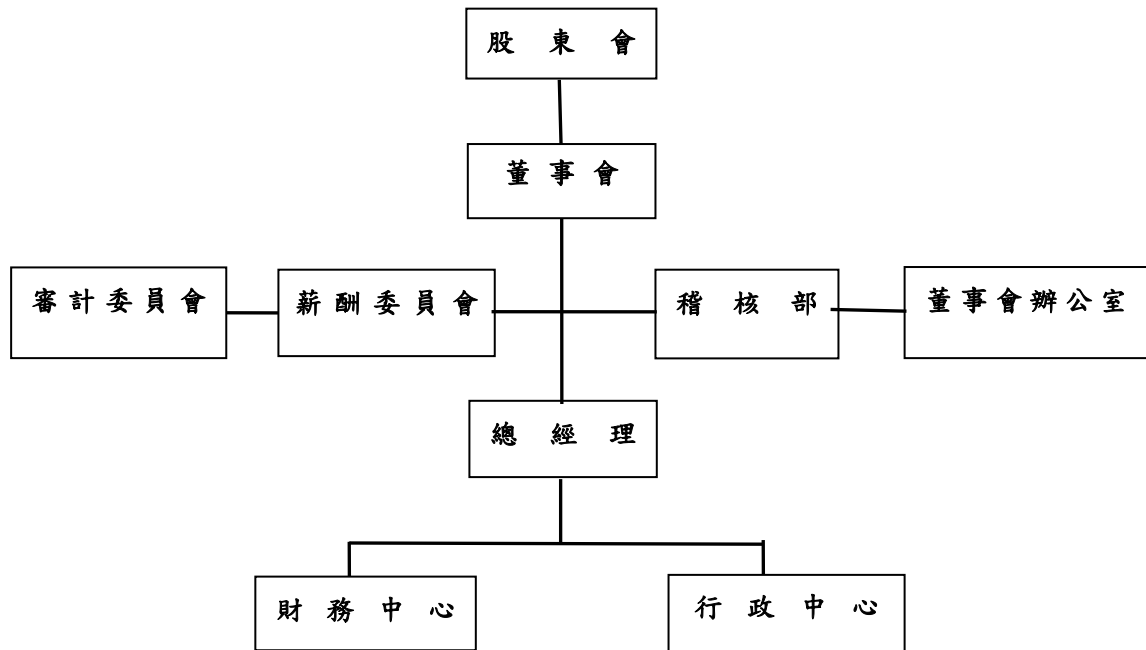 股東會
董事會
審計委員會
薪酬委員會
稽核部
董事會辦公室
總經理
財務中心
行政中心